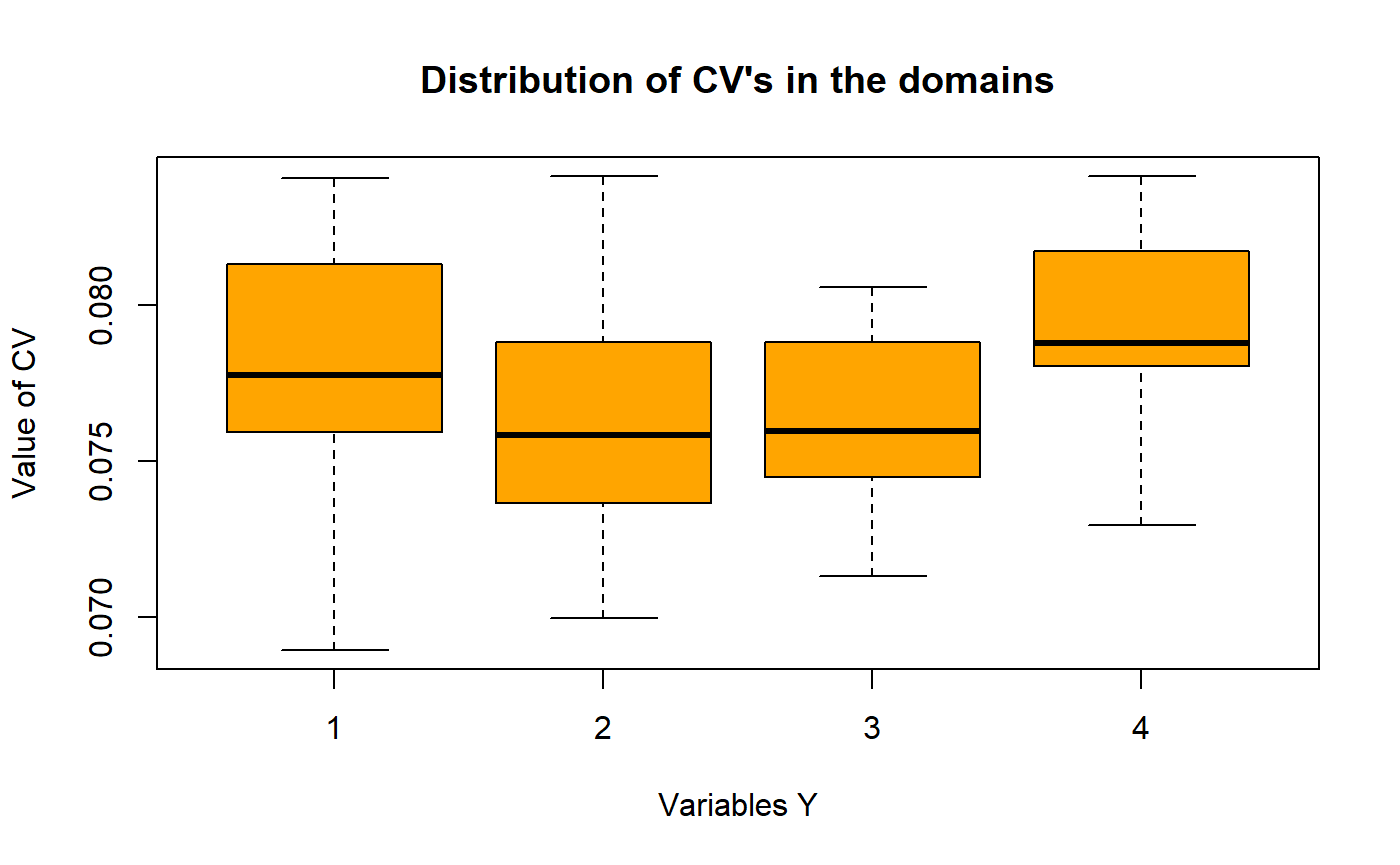 Distribution of CV's in the domains
Value of CV
0.080
0.075
0.070
1 2 3 4
Variables Y